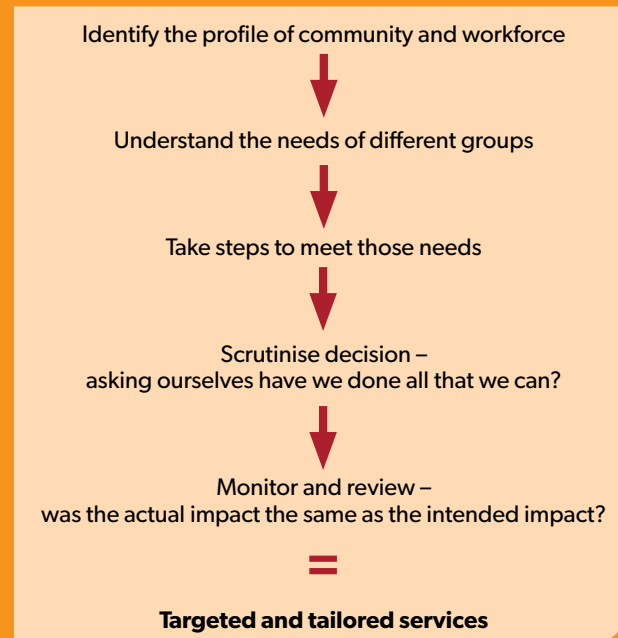 Identify the profile of community and workforce
Understand the needs of different groups
Take steps to meet those needs
Scrutinise decision –
asking ourselves have we done all that we can?
Monitor and review –
was the actual impact the same as the intended impact?
=
Targeted and tailored services